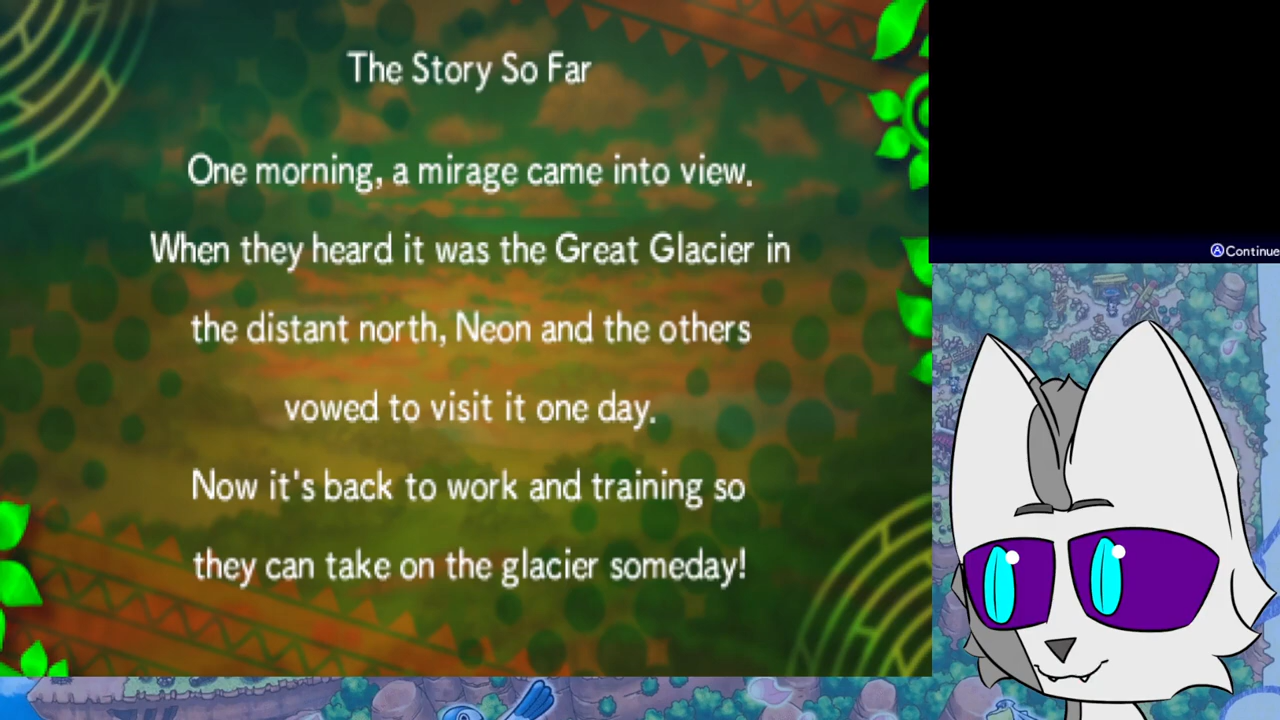 The Story So Far
One morning, a mirage came into view.
When they heard it was the Great Glacier in
the distant north, Neon and the others
vowed to visit it one day.
Now it's back to work and training so
they can take on the glacier someday!
Ⓐ Continue